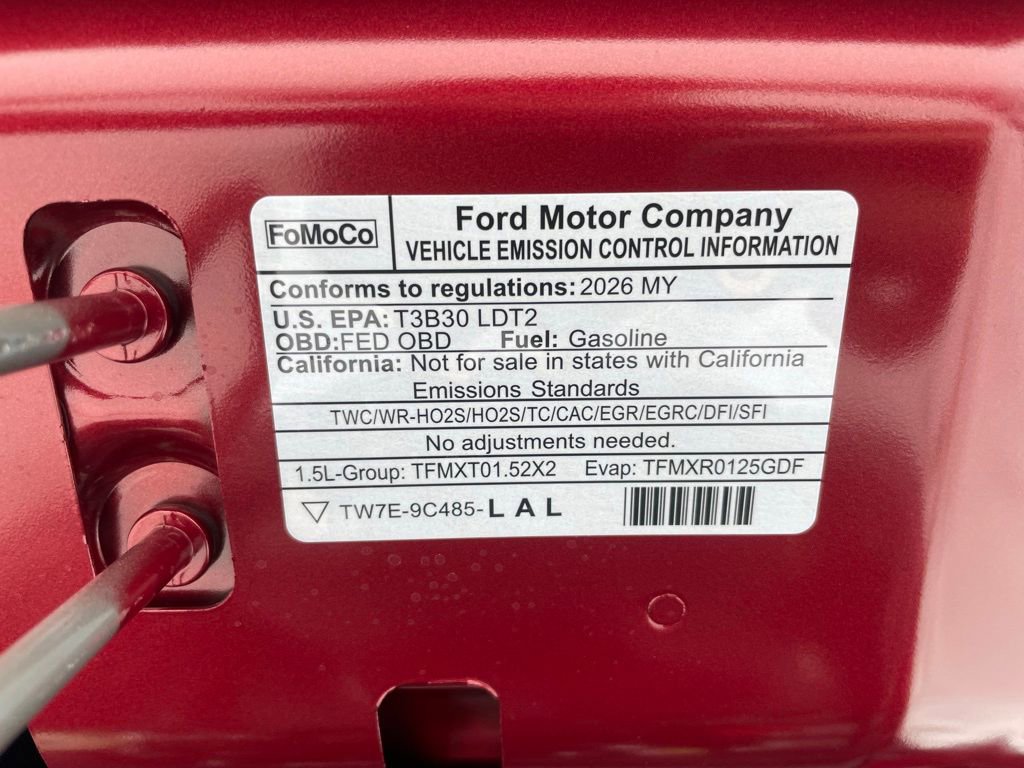 FoMoCo
Ford Motor Company
VEHICLE EMISSION CONTROL INFORMATION
Conforms to regulations: 2026 MY
U.S. EPA: T3B30 LDT2
OBD: FED OBD Fuel: Gasoline
California: Not for sale in states with California
Emissions Standards
TWC/WR-HO2S/HO2S/TC/CAC/EGR/EGRC/DFI/SFI
No adjustments needed.
1.5L-Group: TFMXT01.52X2 Evap: TFMXR0125GDF
TW7E-9C485-L A L